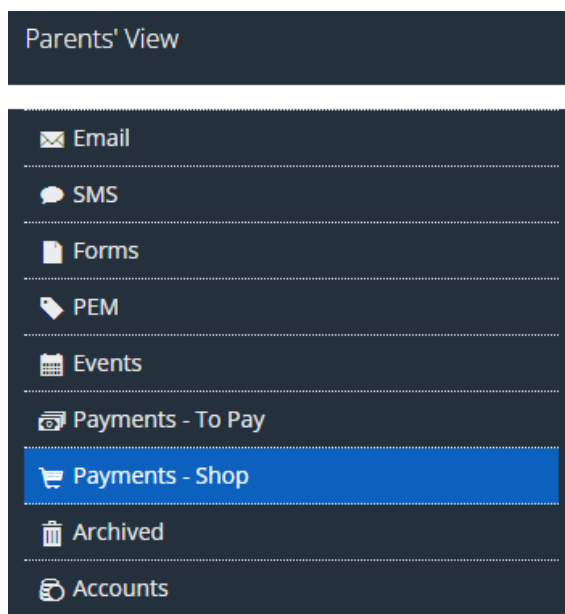 Parents' View
Email
SMS
Forms
PEM
Events
Payments - To Pay
Payments - Shop
Archived
Accounts